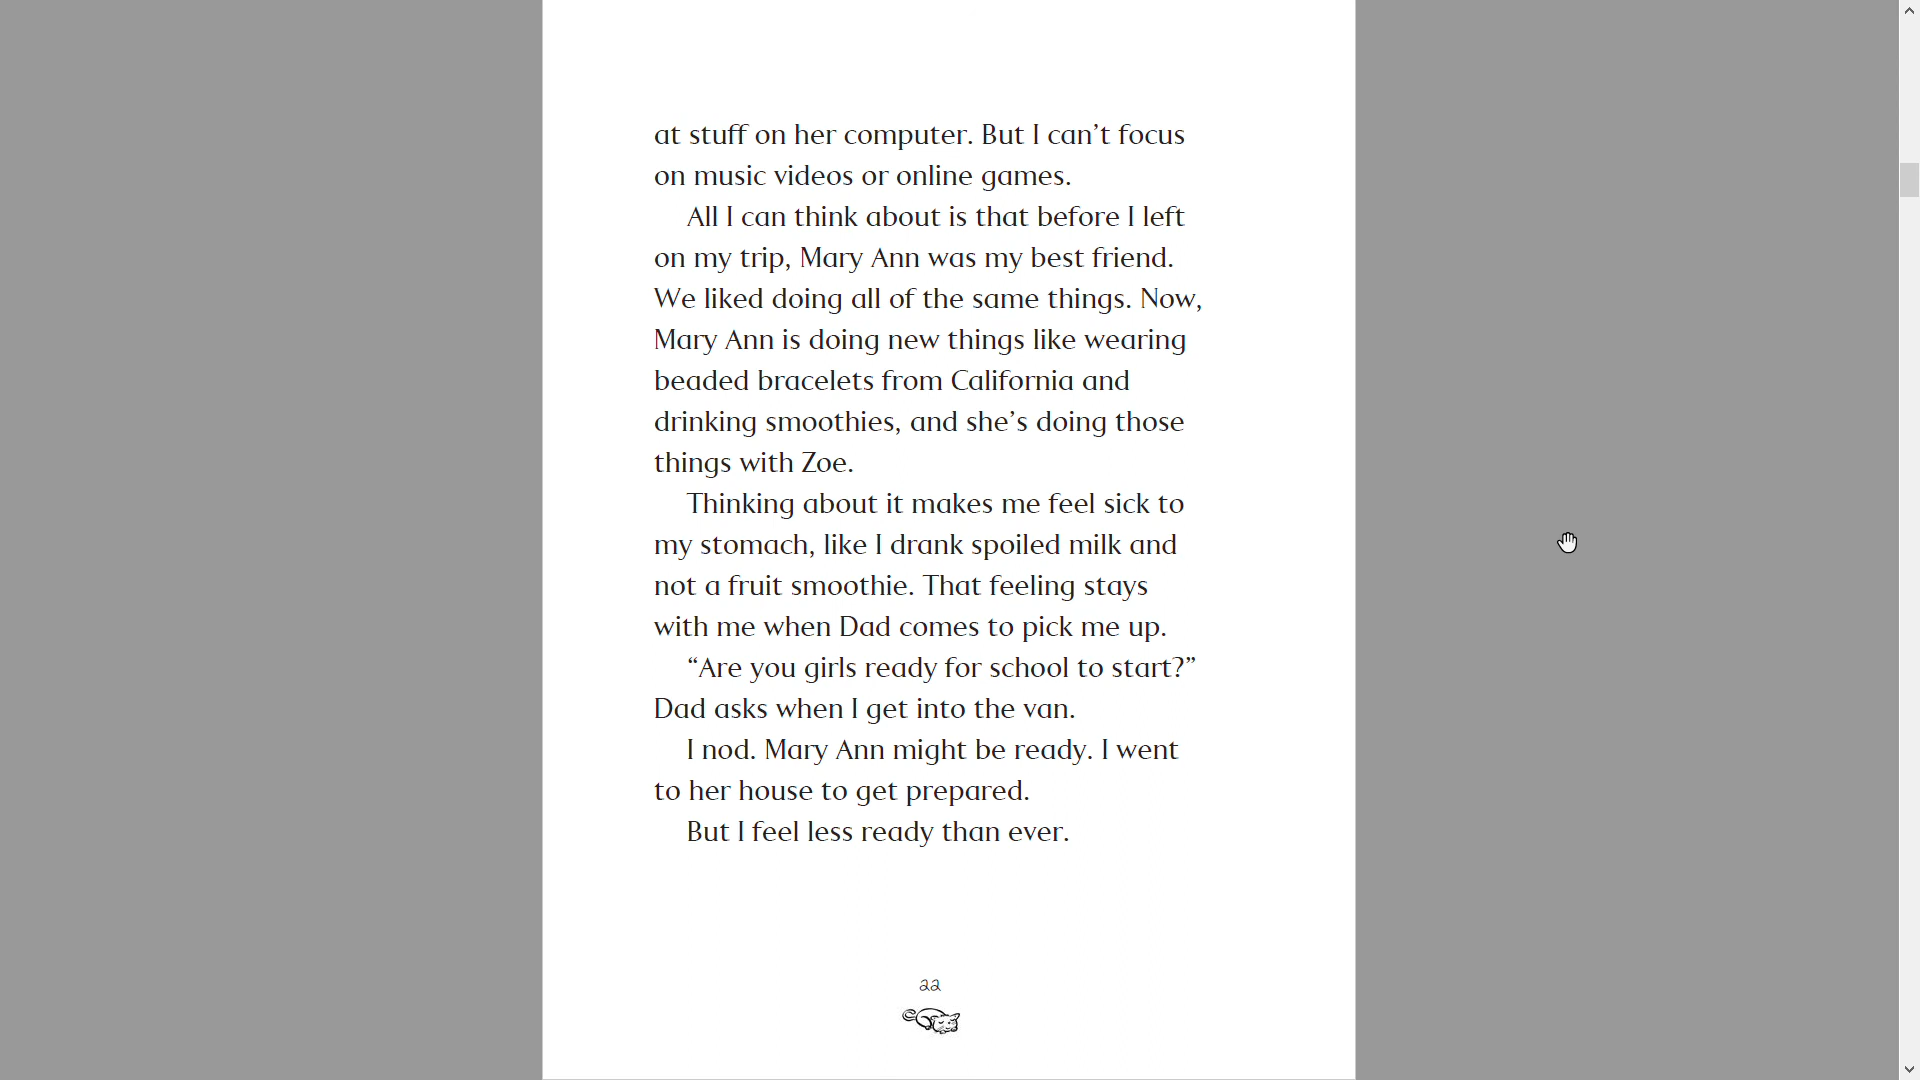 at stuff on her computer. But I can’t focus
on music videos or online games.
All I can think about is that before I left
on my trip, Mary Ann was my best friend.
We liked doing all of the same things. Now,
Mary Ann is doing new things like wearing
beaded bracelets from California and
drinking smoothies, and she’s doing those
things with Zoe.
Thinking about it makes me feel sick to
my stomach, like I drank spoiled milk and
not a fruit smoothie. That feeling stays
with me when Dad comes to pick me up.
“Are you girls ready for school to start?”
Dad asks when I get into the van.
I nod. Mary Ann might be ready. I went
to her house to get prepared.
But I feel less ready than ever.
22